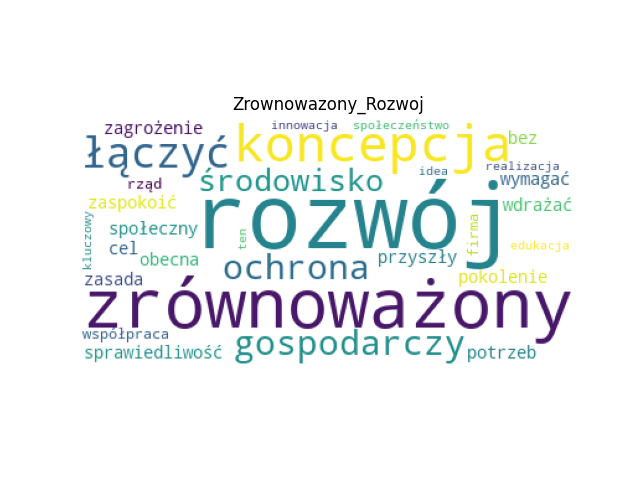 Zrownowazony_Rozwoj
zagrożenie innowacja społeczeństwo
łączyć koncepcja bez
rząd środowisko idea realizacja
wymagać
zaspokoić rozwój wdrażać
kluczowy społeczny ten firma
cel obecna przyszły edukacja
zasada ochrona pokolenie
zrównoważony
współpraca
sprawiedliwość gospodarczy potrzeb